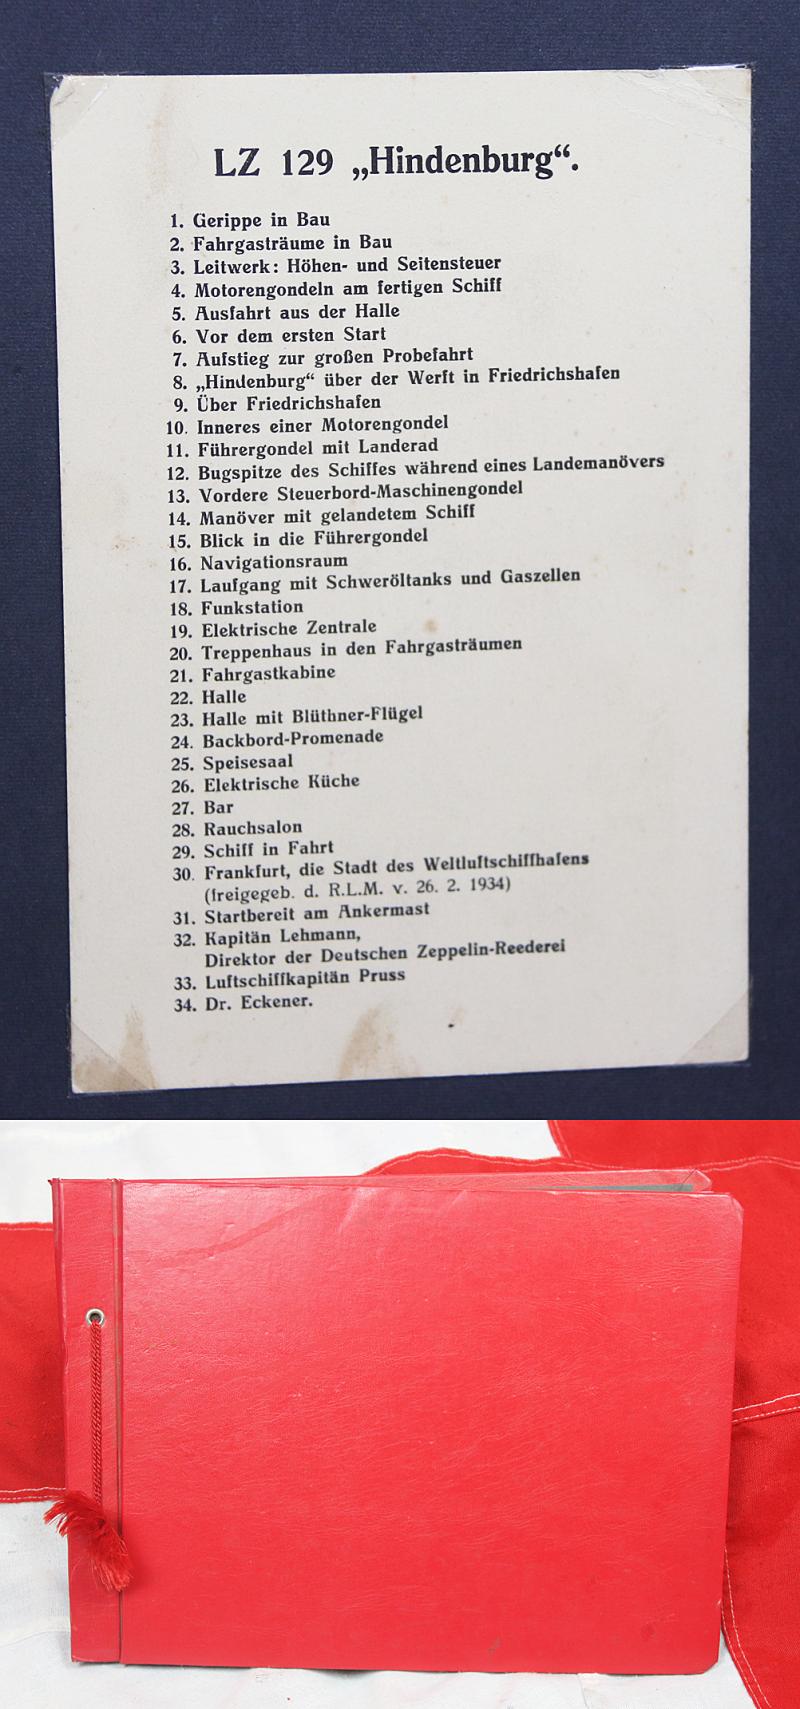 LZ 129 „Hindenburg“.
1. Gerippe in Bau
2. Fahrgasträume in Bau
3. Leitwerk: Höhen- und Seitensteuer
4. Motorengondeln am fertigen Schiff
5. Ausfahrt aus der Halle
6. Vor dem ersten Start
7. Aufstieg zur großen Probefahrt
8. „Hindenburg“ über der Werft in Friedrichshafen
9. Über Friedrichshafen
10. Inneres einer Motorengondel
11. Führergondel mit Landerad
12. Bugspitze des Schiffes während eines Landemanövers
13. Vordere Steuerbord-Maschinengondel
14. Manöver mit gelandetem Schiff
15. Blick in die Führergondel
16. Navigationsraum
17. Laufgang mit Schweröltanks und Gaszellen
18. Funkstation
19. Elektrische Zentrale
20. Treppenhaus in den Fahrgasträumen
21. Fahrgastkabine
22. Halle
23. Halle mit Blüthner-Flügel
24. Backbord-Promenade
25. Speisesaal
26. Elektrische Küche
27. Bar
28. Rauchsalon
29. Schiff in Fahrt
30. Frankfurt, die Stadt des Weltluftschiffhafens
(freigegeb. d. R.L.M. v. 26. 2. 1934)
31. Startbereit am Ankermast
32. Kapitän Lehmann,
Direktor der Deutschen Zeppelin-Reederei
33. Luftschiffkapitän Pruss
34. Dr. Eckener.